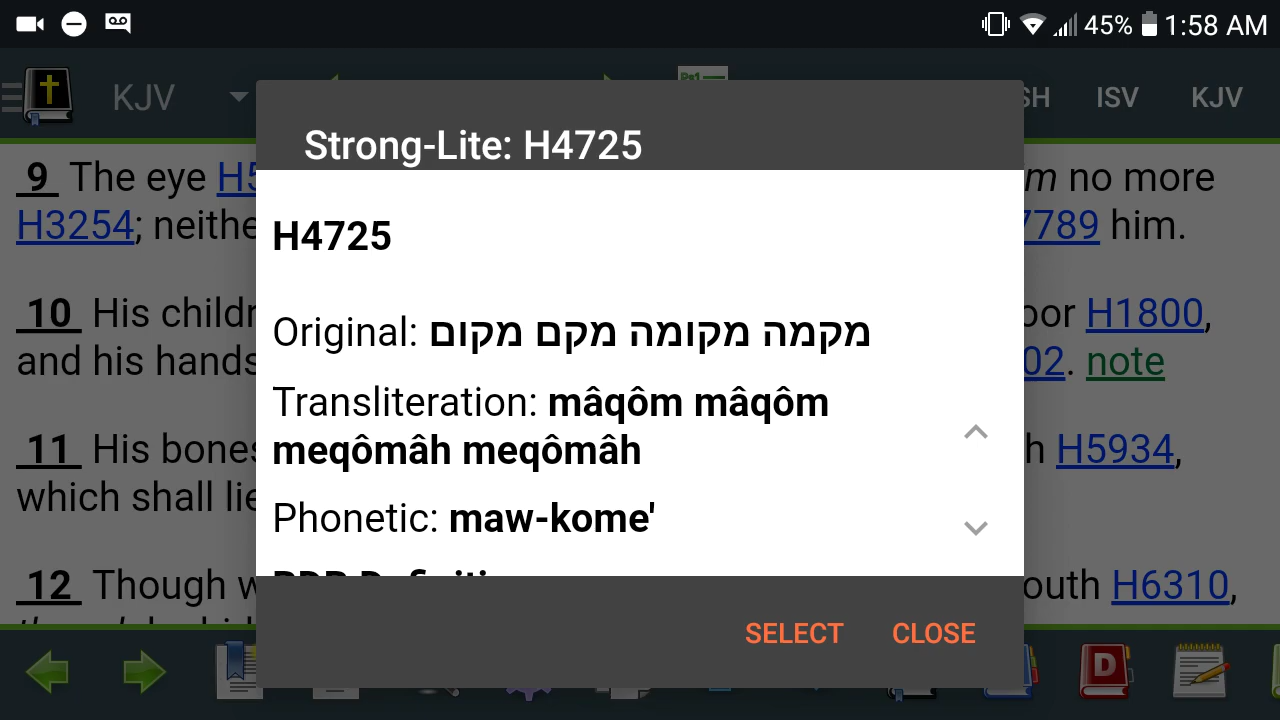 45% 1:58 AM
KJV SH ISV KJV
Strong-Lite: H4725
9 The eye m no more
H3254; neithe 7789 him.
H4725
10 His childr oor H1800,
Original: מקמה מקומה מקם מקום
and his hands 02. note
Transliteration: mâqôm mâqôm
meqômâh meqômâh
11 His bones h H5934,
which shall lie
Phonetic: maw-kome'
12 Though w outh H6310,
SELECT CLOSE
D